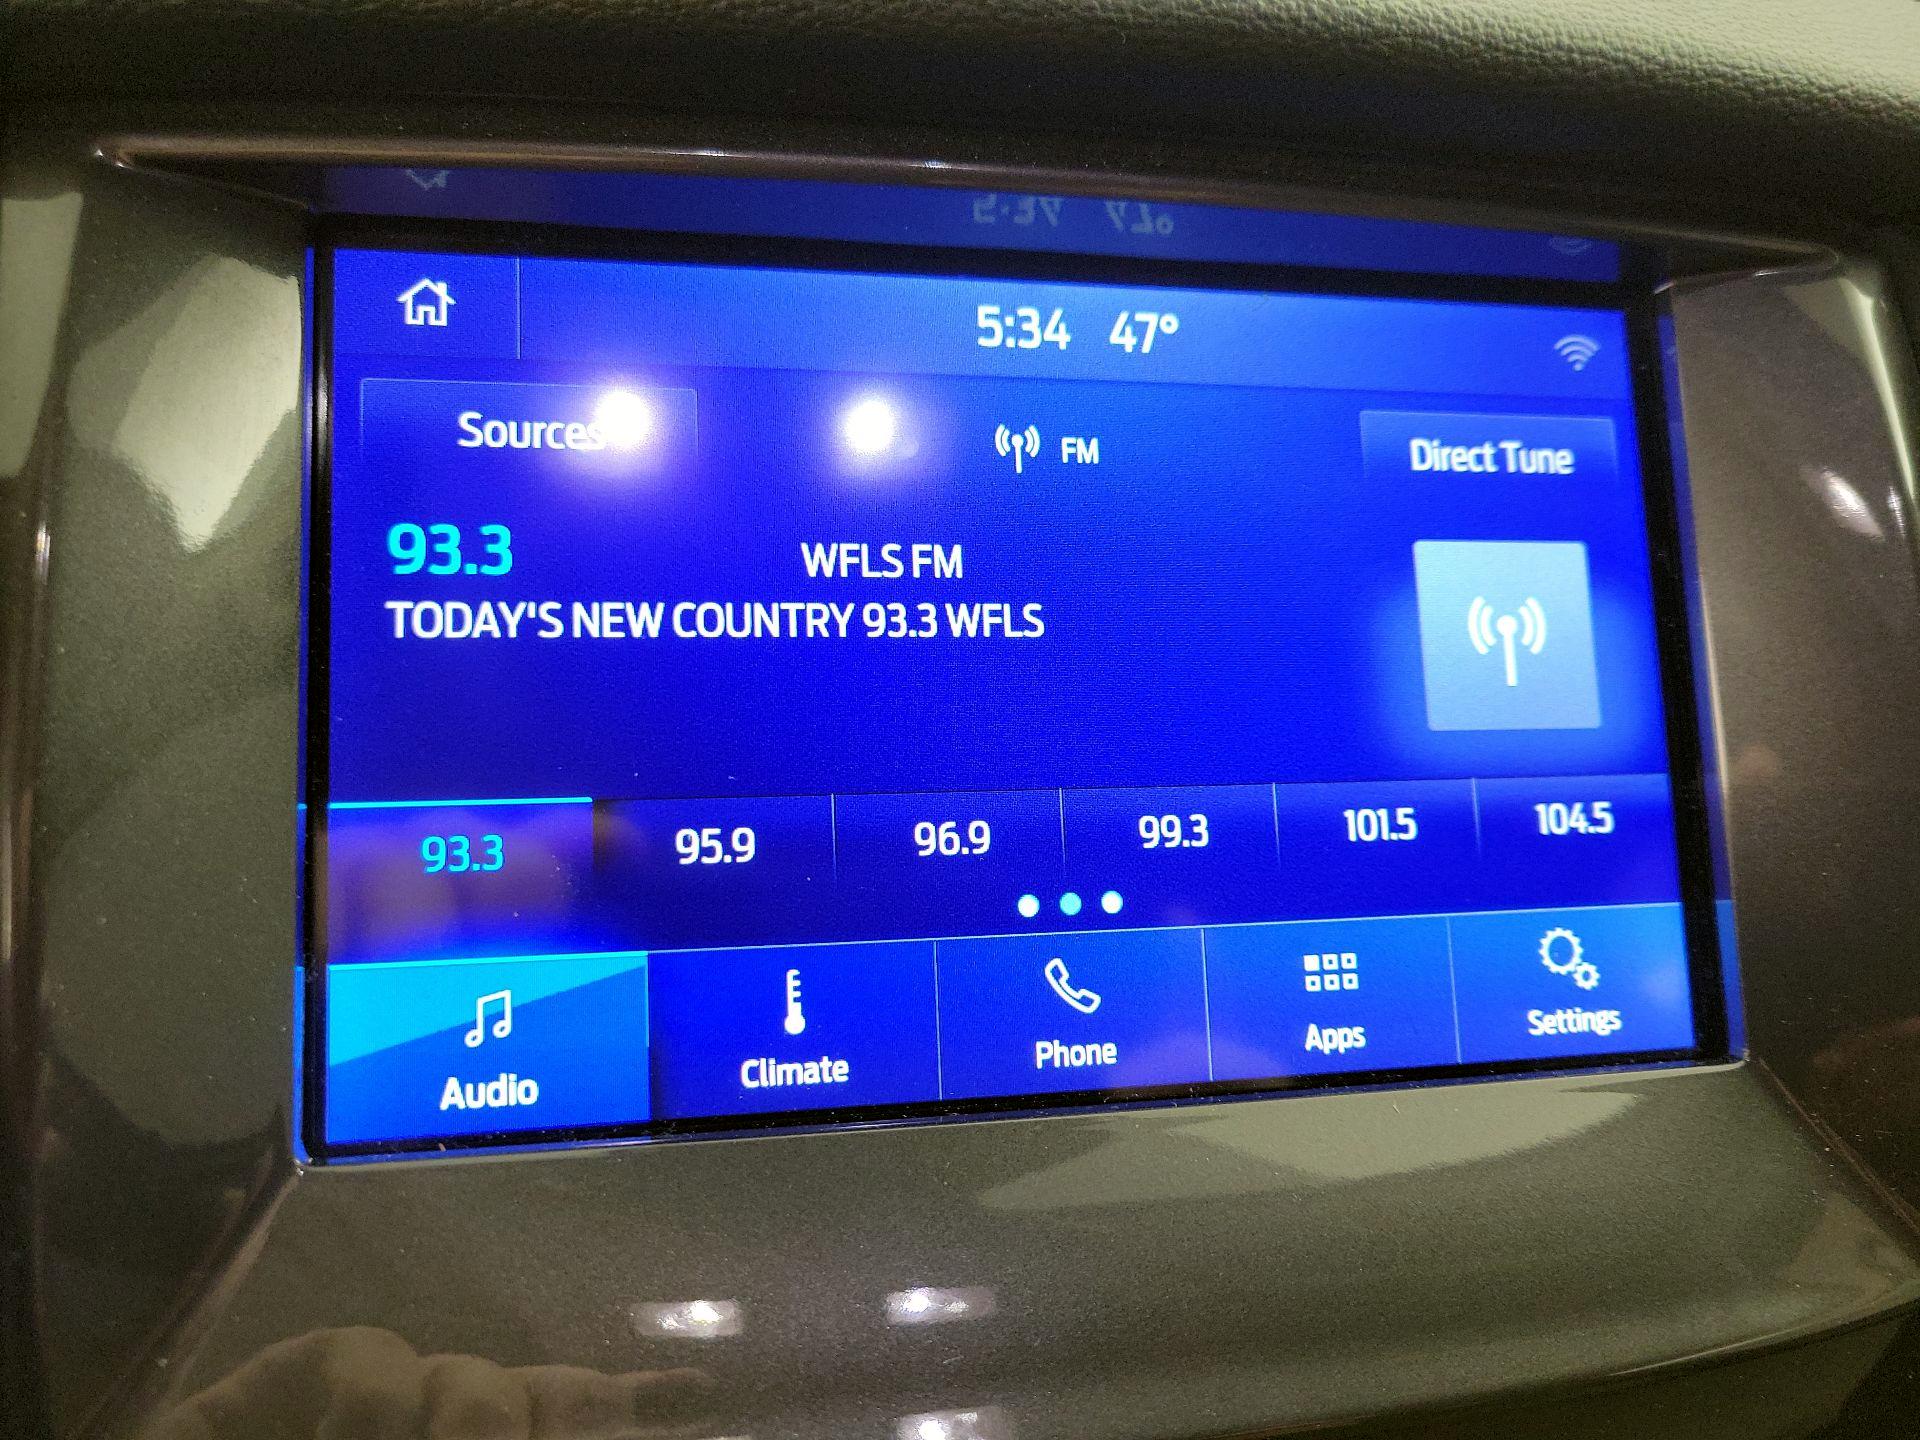 5:34 47°
Sources FM Direct Tune
93.3 WFLS FM
TODAY'S NEW COUNTRY 93.3 WFLS
93.3 95.9 96.9 99.3 101.5 104.5
Audio Climate Phone Apps Settings